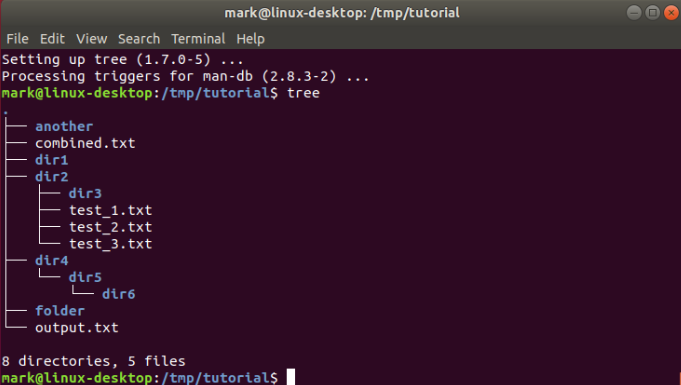 mark@linux-desktop: /tmp/tutorial
File Edit View Search Terminal Help
Setting up tree (1.7.0-5) ...
Processing triggers for man-db (2.8.3-2) ...
mark@linux-desktop:/tmp/tutorial$ tree
.
├── another
├── combined.txt
├── dir1
├── dir2
│   ├── dir3
│   ├── test_1.txt
│   ├── test_2.txt
│   └── test_3.txt
├── dir4
│   └── dir5
│       └── dir6
├── folder
└── output.txt

8 directories, 5 files
mark@linux-desktop:/tmp/tutorial$